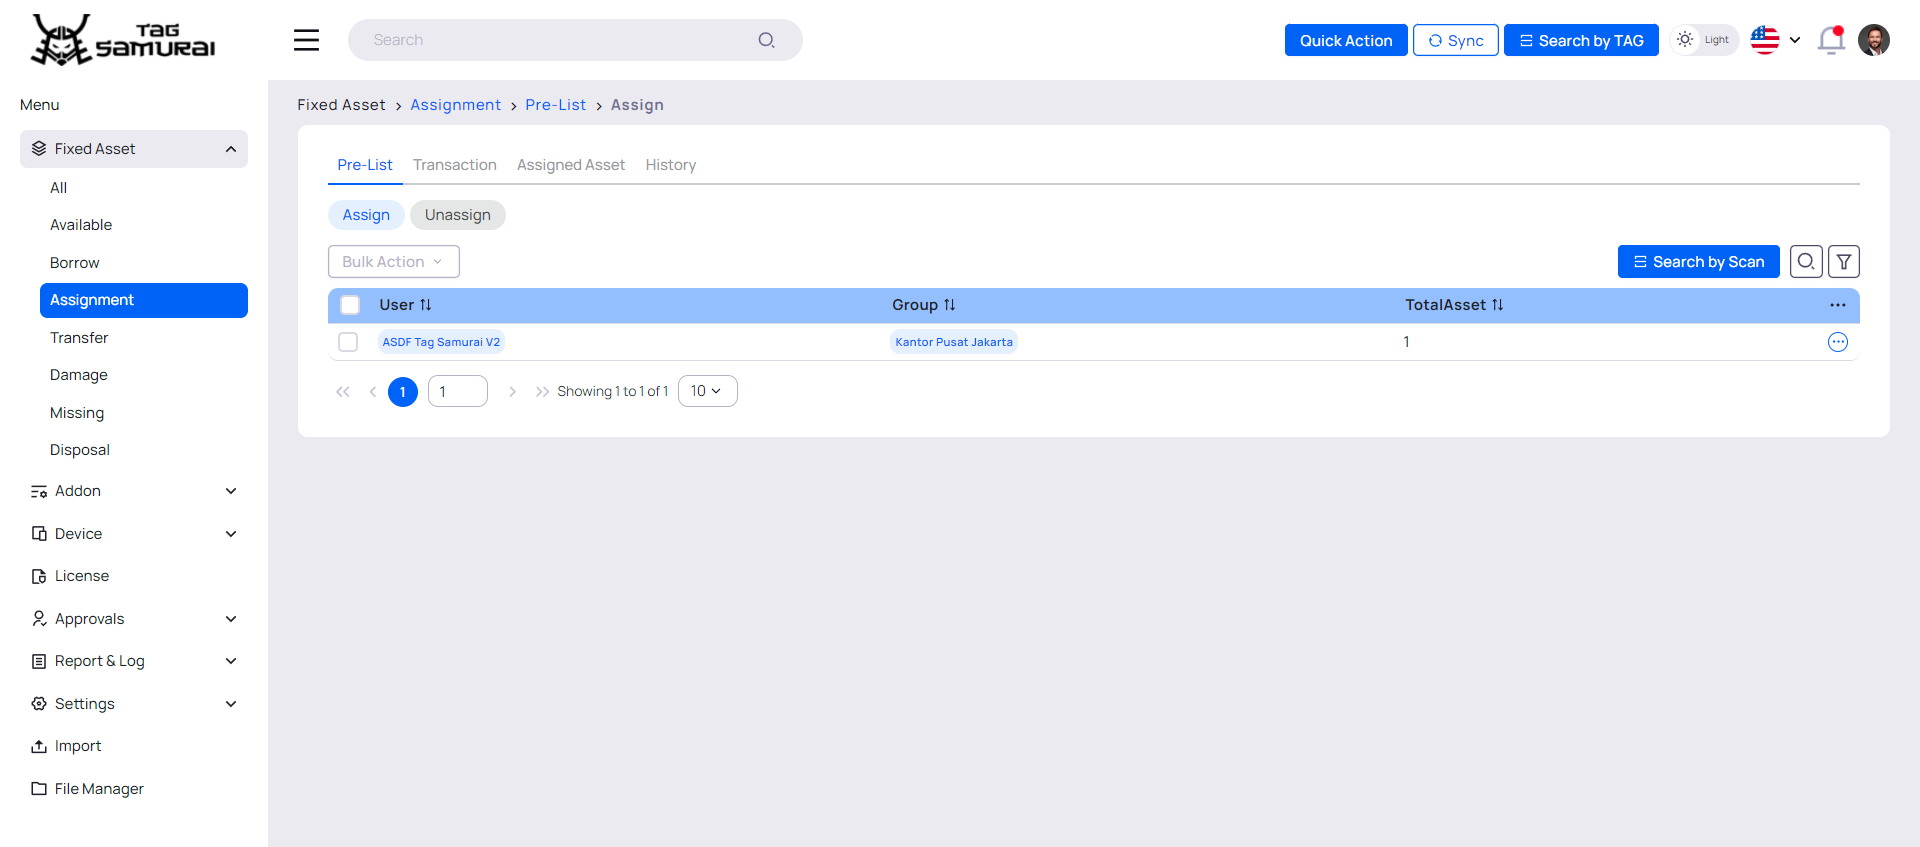 TAG
SAMURAI
Search
Quick Action
Sync
Search by TAG
Light
Menu
Fixed Asset
All
Available
Borrow
Assignment
Transfer
Damage
Missing
Disposal
Addon
Device
License
Approvals
Report & Log
Settings
Import
File Manager
Fixed Asset > Assignment > Pre-List > Assign
Pre-List Transaction Assigned Asset History
Assign Unassign
Bulk Action
Search by Scan
User Group TotalAsset
ASDF Tag Samurai V2 Kantor Pusat Jakarta 1
1 1 Showing 1 to 1 of 1 10